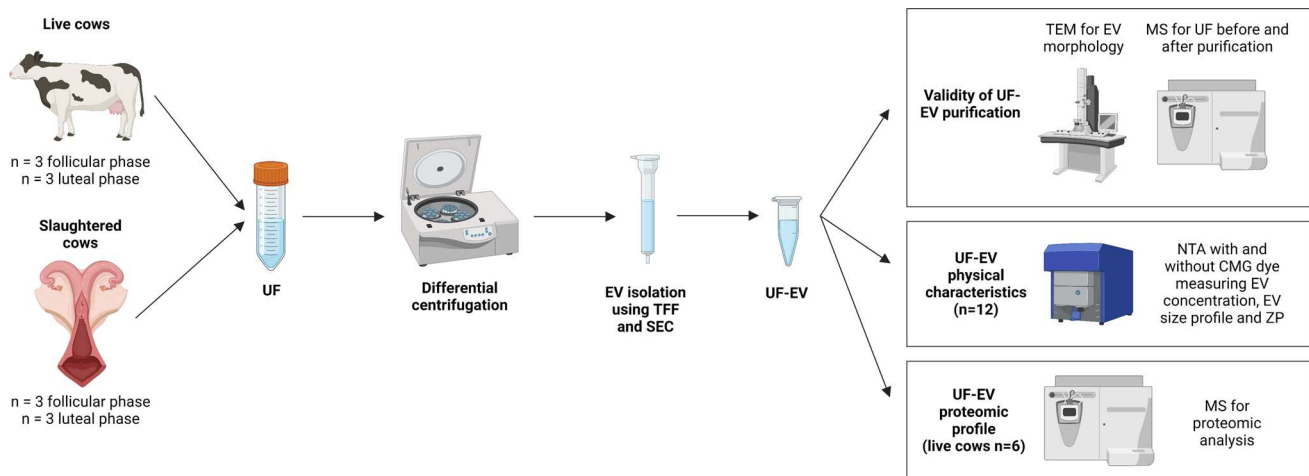 Live cows
n = 3 follicular phase
n = 3 luteal phase
Slaughtered
cows
n = 3 follicular phase
n = 3 luteal phase
UF
Differential
centrifugation
EV isolation
using TFF
and SEC
UF-EV
Validity of UF-
EV purification
TEM for EV
morphology
MS for UF before and
after purification
UF-EV
physical
characteristics
(n=12)
NTA with and
without CMG dye
measuring EV
concentration, EV
size profile and ZP
UF-EV
proteomic
profile
(live cows n=6)
MS for
proteomic
analysis